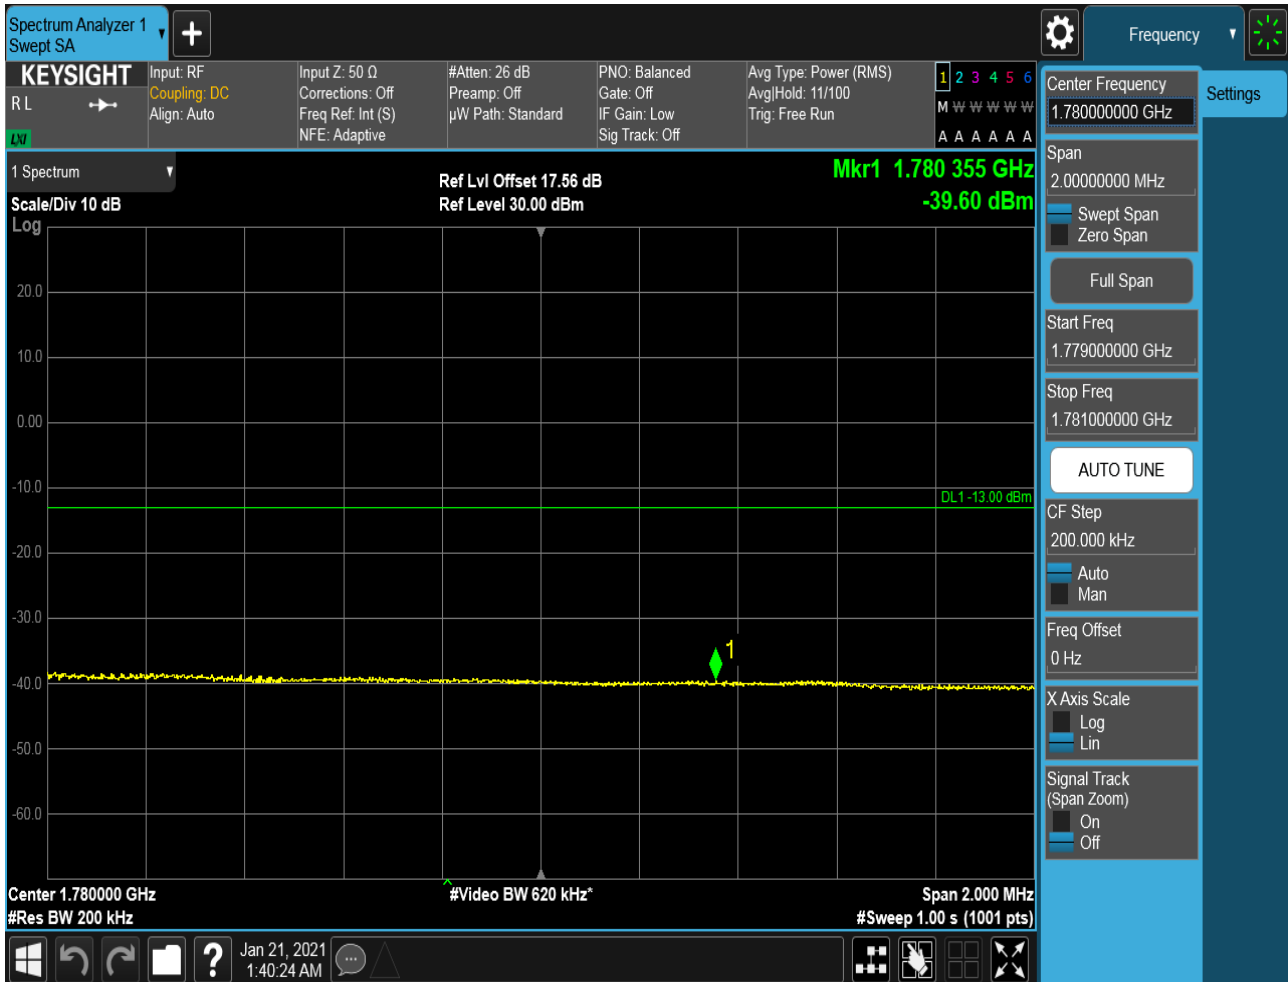 Spectrum Analyzer 1
Swept SA
Frequency
KEYSIGHT
R L
LXI
Input: RF
Coupling: DC
Align: Auto
Input Z: 50 Ω
Corrections: Off
Freq Ref: Int (S)
NFE: Adaptive
#Atten: 26 dB
Preamp: Off
µW Path: Standard
PNO: Balanced
Gate: Off
IF Gain: Low
Sig Track: Off
Avg Type: Power (RMS)
Avg|Hold: 11/100
Trig: Free Run
1 2 3 4 5 6
M W W W W W
A A A A A A
1 Spectrum
Scale/Div 10 dB
Log
Ref Lvl Offset 17.56 dB
Ref Level 30.00 dBm
Mkr1 1.780 355 GHz
-39.60 dBm
20.0
10.0
0.00
-10.0
-20.0
-30.0
-40.0
-50.0
-60.0
DL1 -13.00 dBm
1
Center 1.780000 GHz
#Res BW 200 kHz
#Video BW 620 kHz*
Span 2.000 MHz
#Sweep 1.00 s (1001 pts)
Center Frequency
1.780000000 GHz
Settings
Span
2.00000000 MHz
Swept Span
Zero Span
Full Span
Start Freq
1.779000000 GHz
Stop Freq
1.781000000 GHz
AUTO TUNE
CF Step
200.000 kHz
Auto
Man
Freq Offset
0 Hz
X Axis Scale
Log
Lin
Signal Track
(Span Zoom)
On
Off
?
Jan 21, 2021
1:40:24 AM